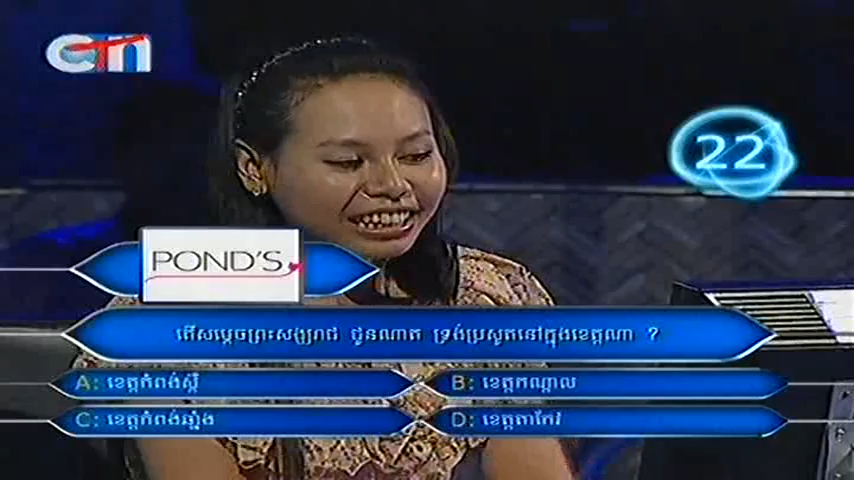 CTN
22
POND'S
តើសម្ដេចព្រះសង្ឃរាជ ជួនណាត ទ្រង់ប្រសូតនៅក្នុងខេត្តណា ?
A: ខេត្តកំពង់ស្ពឺ
B: ខេត្តកណ្ដាល
C: ខេត្តកំពង់ឆ្នាំង
D: ខេត្តតាកែវ